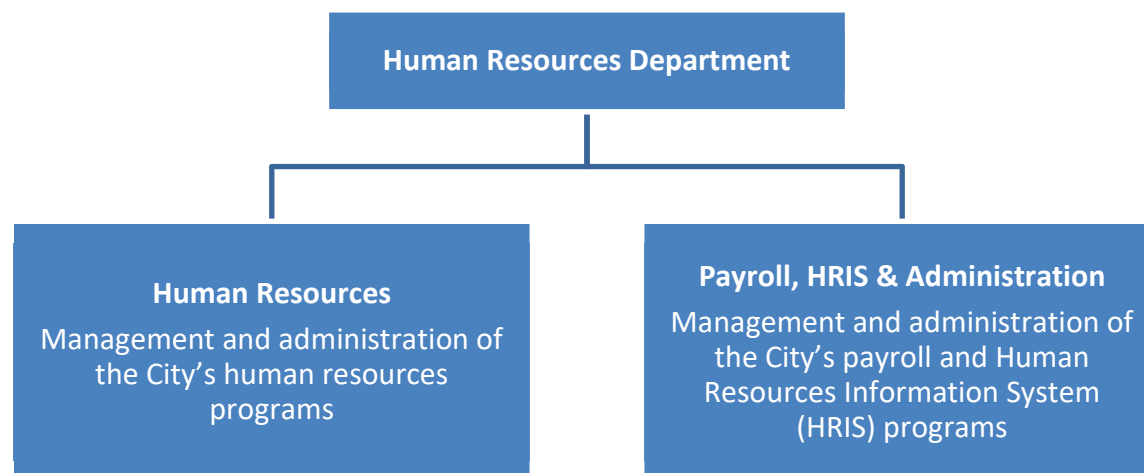 Human Resources Department
Human Resources
Management and administration of
the City’s human resources
programs
Payroll, HRIS & Administration
Management and administration of
the City’s payroll and Human
Resources Information System
(HRIS) programs